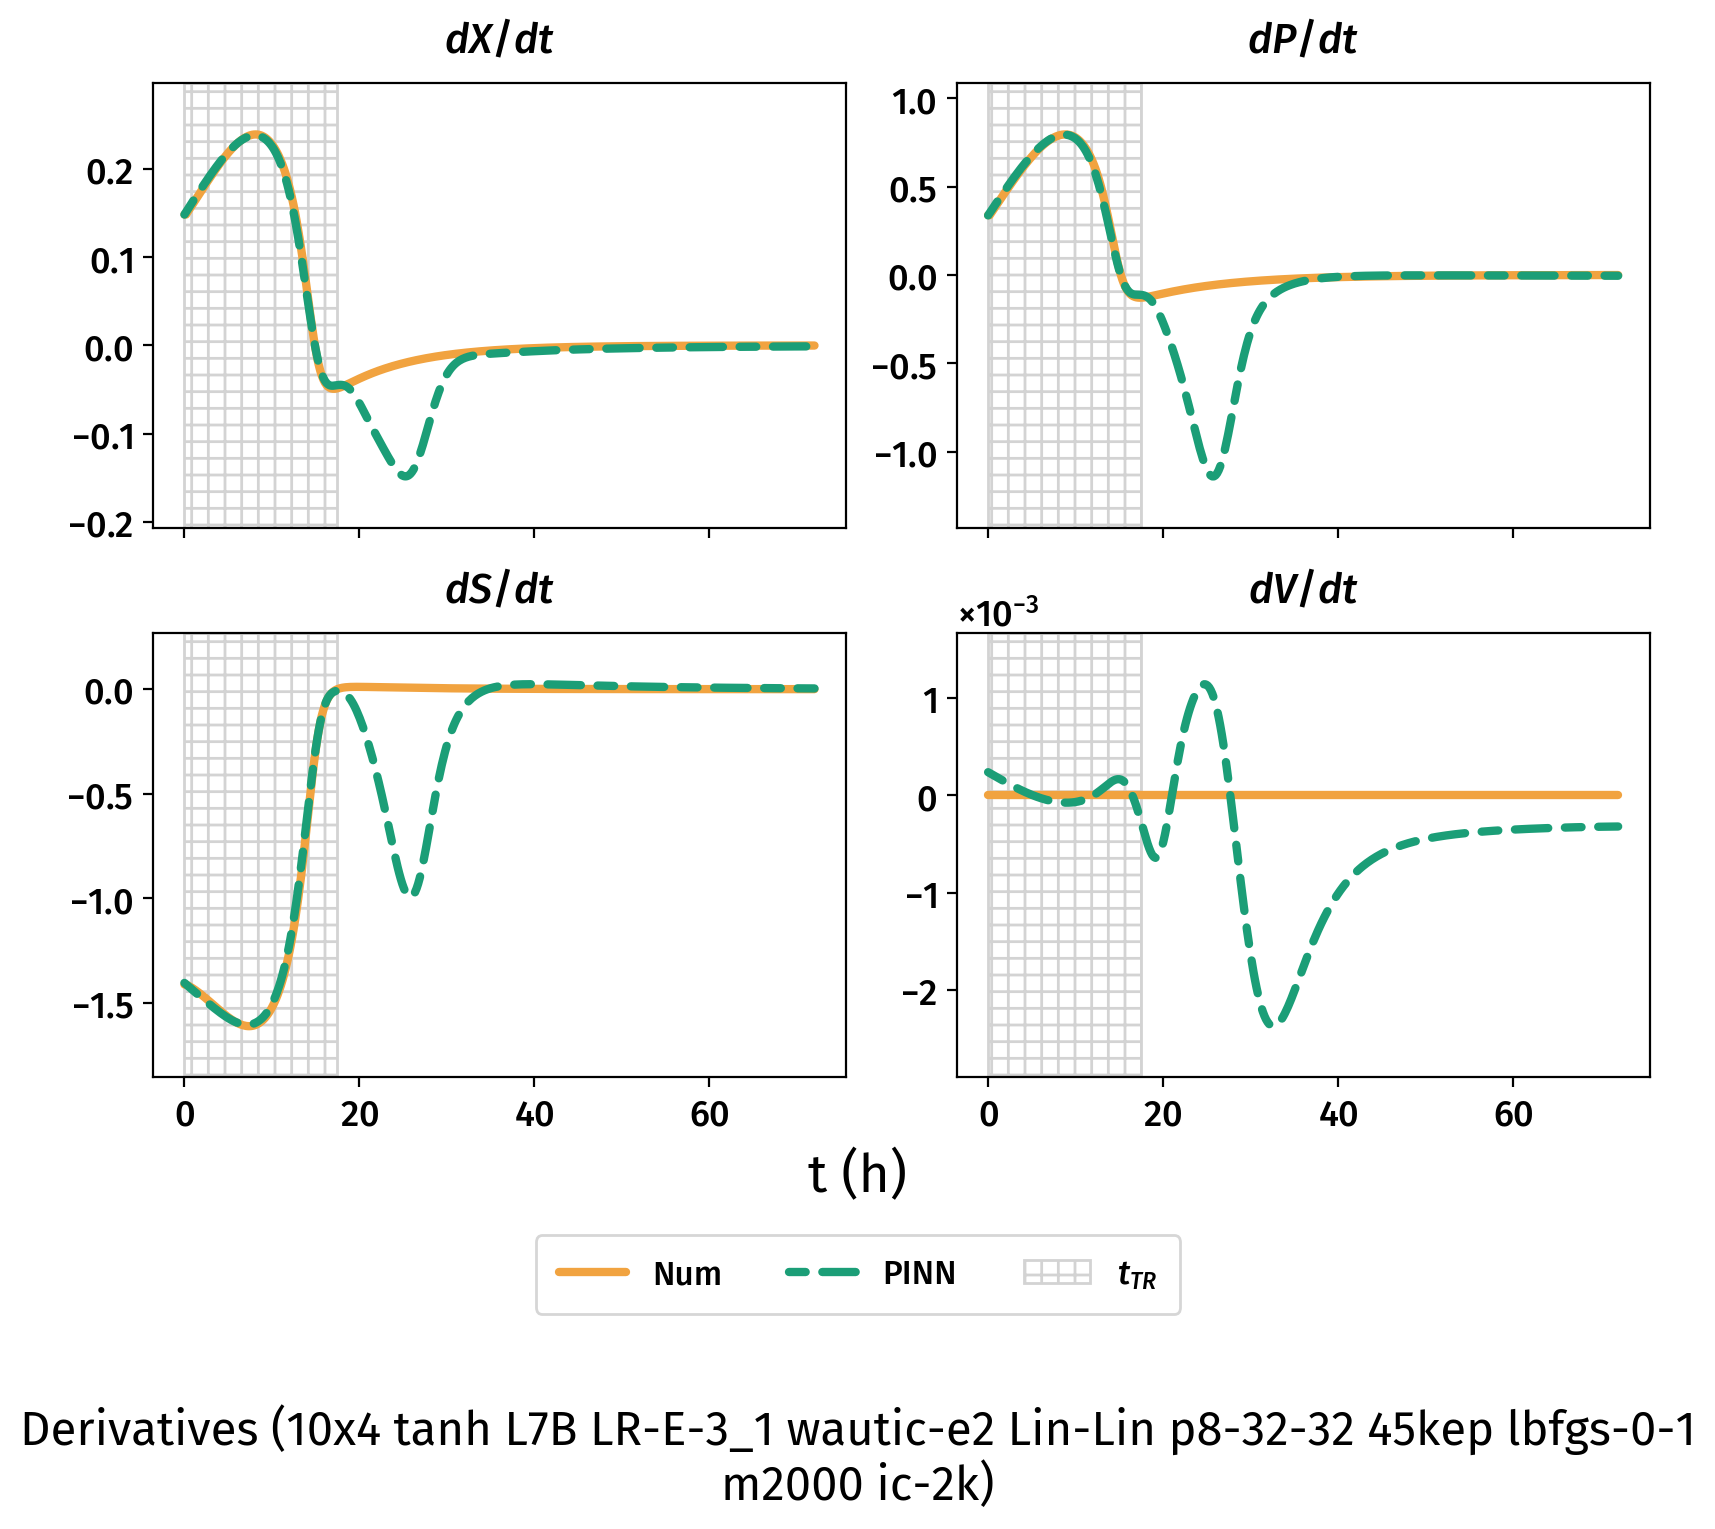 dX/dt
dP/dt
0.2
0.1
0.0
−0.1
−0.2
1.0
0.5
0.0
−0.5
−1.0
dS/dt
dV/dt
×10⁻³
0.0
−0.5
−1.0
−1.5
1
0
−1
−2
0 20 40 60
0 20 40 60
t (h)
Num PINN t_TR
Derivatives (10x4 tanh L7B LR-E-3_1 wautic-e2 Lin-Lin p8-32-32 45kep lbfgs-0-1
m2000 ic-2k)